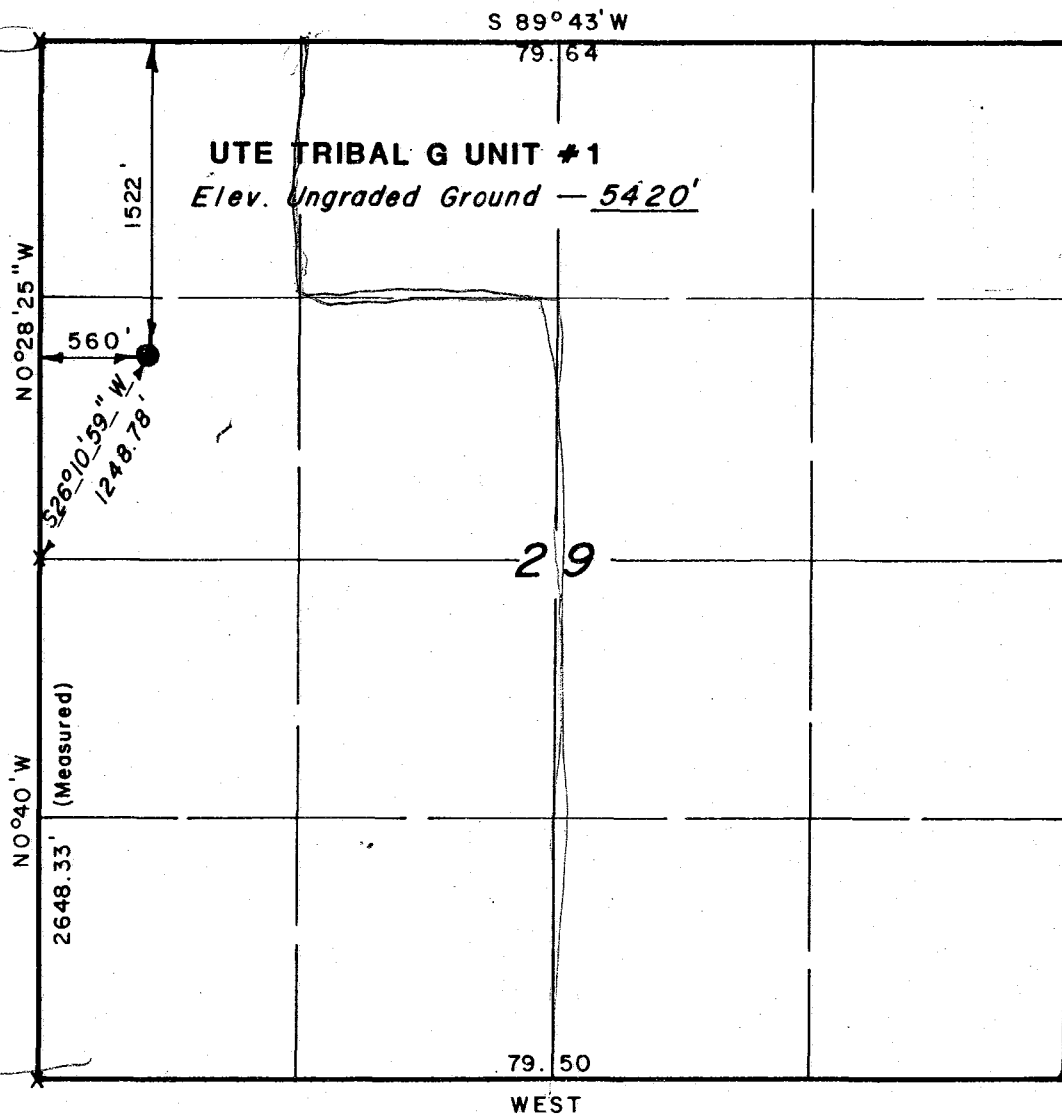 S 89°43'W
79.64
UTE TRIBAL G UNIT #1
Elev. Ungraded Ground — 5420'
1522'
N0°28'25"W
560'
S26°10'59"W
1248.78'
29
N0°40'W
2648.33' (Measured)
79.50
WEST